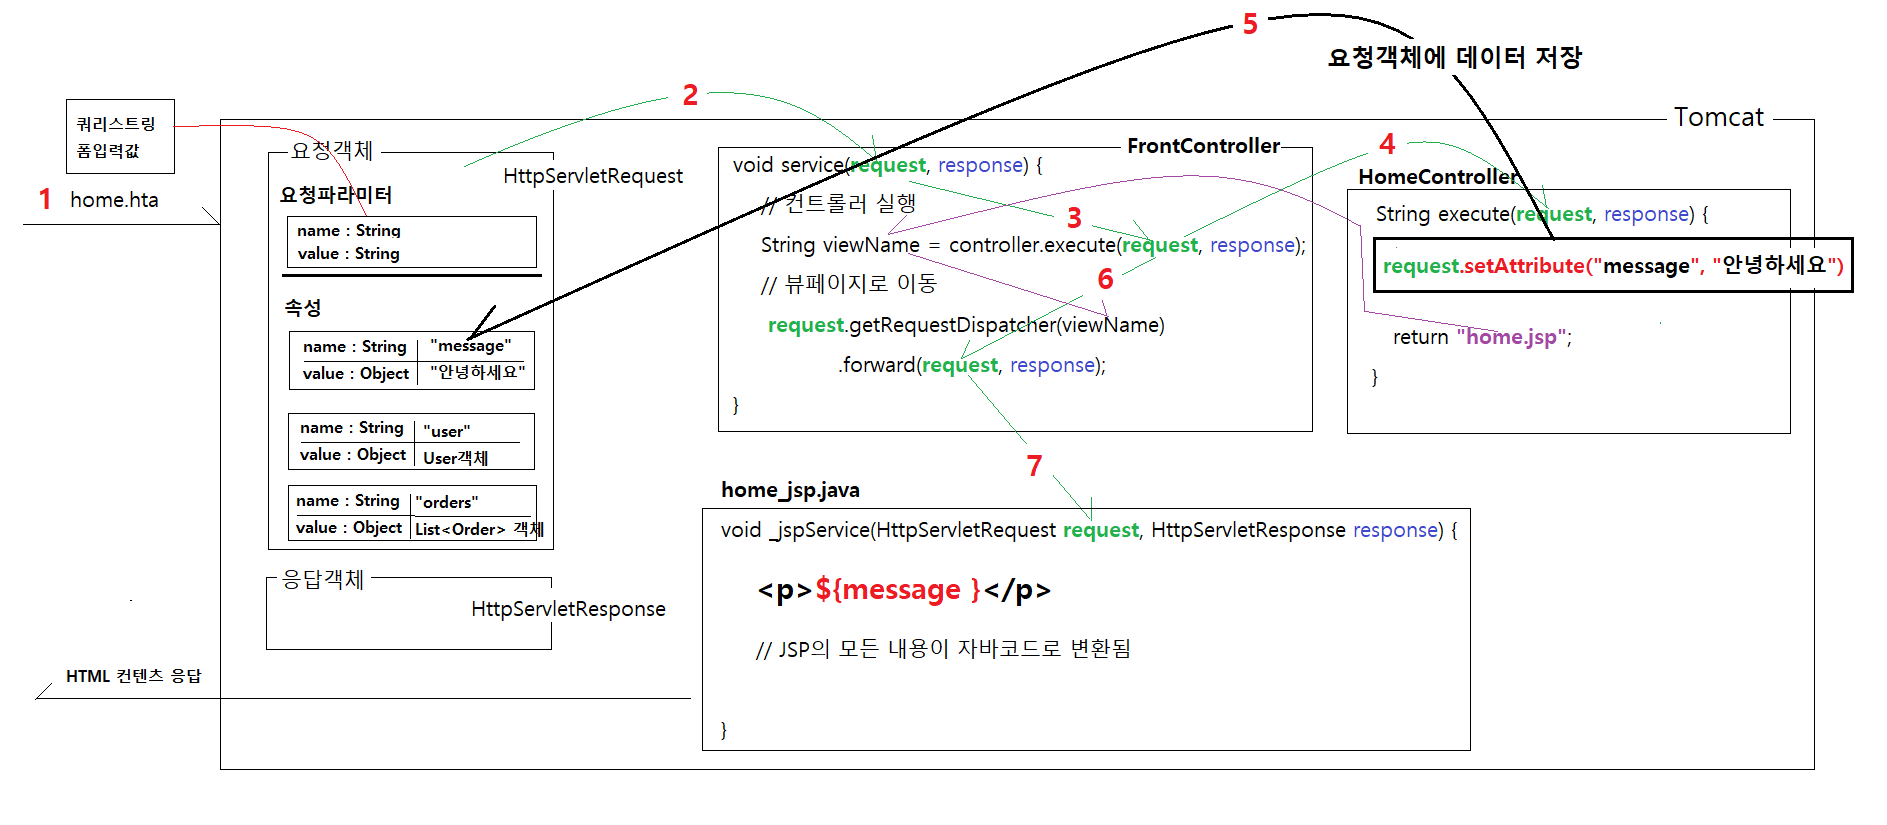 5
요청객체에 데이터 저장
쿼리스트링
폼입력값
1
home.hta
Tomcat
요청객체
HttpServletRequest
요청파라미터
name : String
value : String
속성
name : String
"message"
value : Object
"안녕하세요"
name : String
"user"
value : Object
User객체
name : String
"orders"
value : Object
List<Order> 객체
응답객체
HttpServletResponse
HTML 컨텐츠 응답
2
FrontController
void service(request, response) {
// 컨트롤러 실행
3
String viewName = controller.execute(request, response);
// 뷰페이지로 이동
6
request.getRequestDispatcher(viewName)
.forward(request, response);
}
4
HomeController
String execute(request, response) {
request.setAttribute("message", "안녕하세요")
return "home.jsp";
}
7
home_jsp.java
void _jspService(HttpServletRequest request, HttpServletResponse response) {
<p>${message }</p>
// JSP의 모든 내용이 자바코드로 변환됨
}